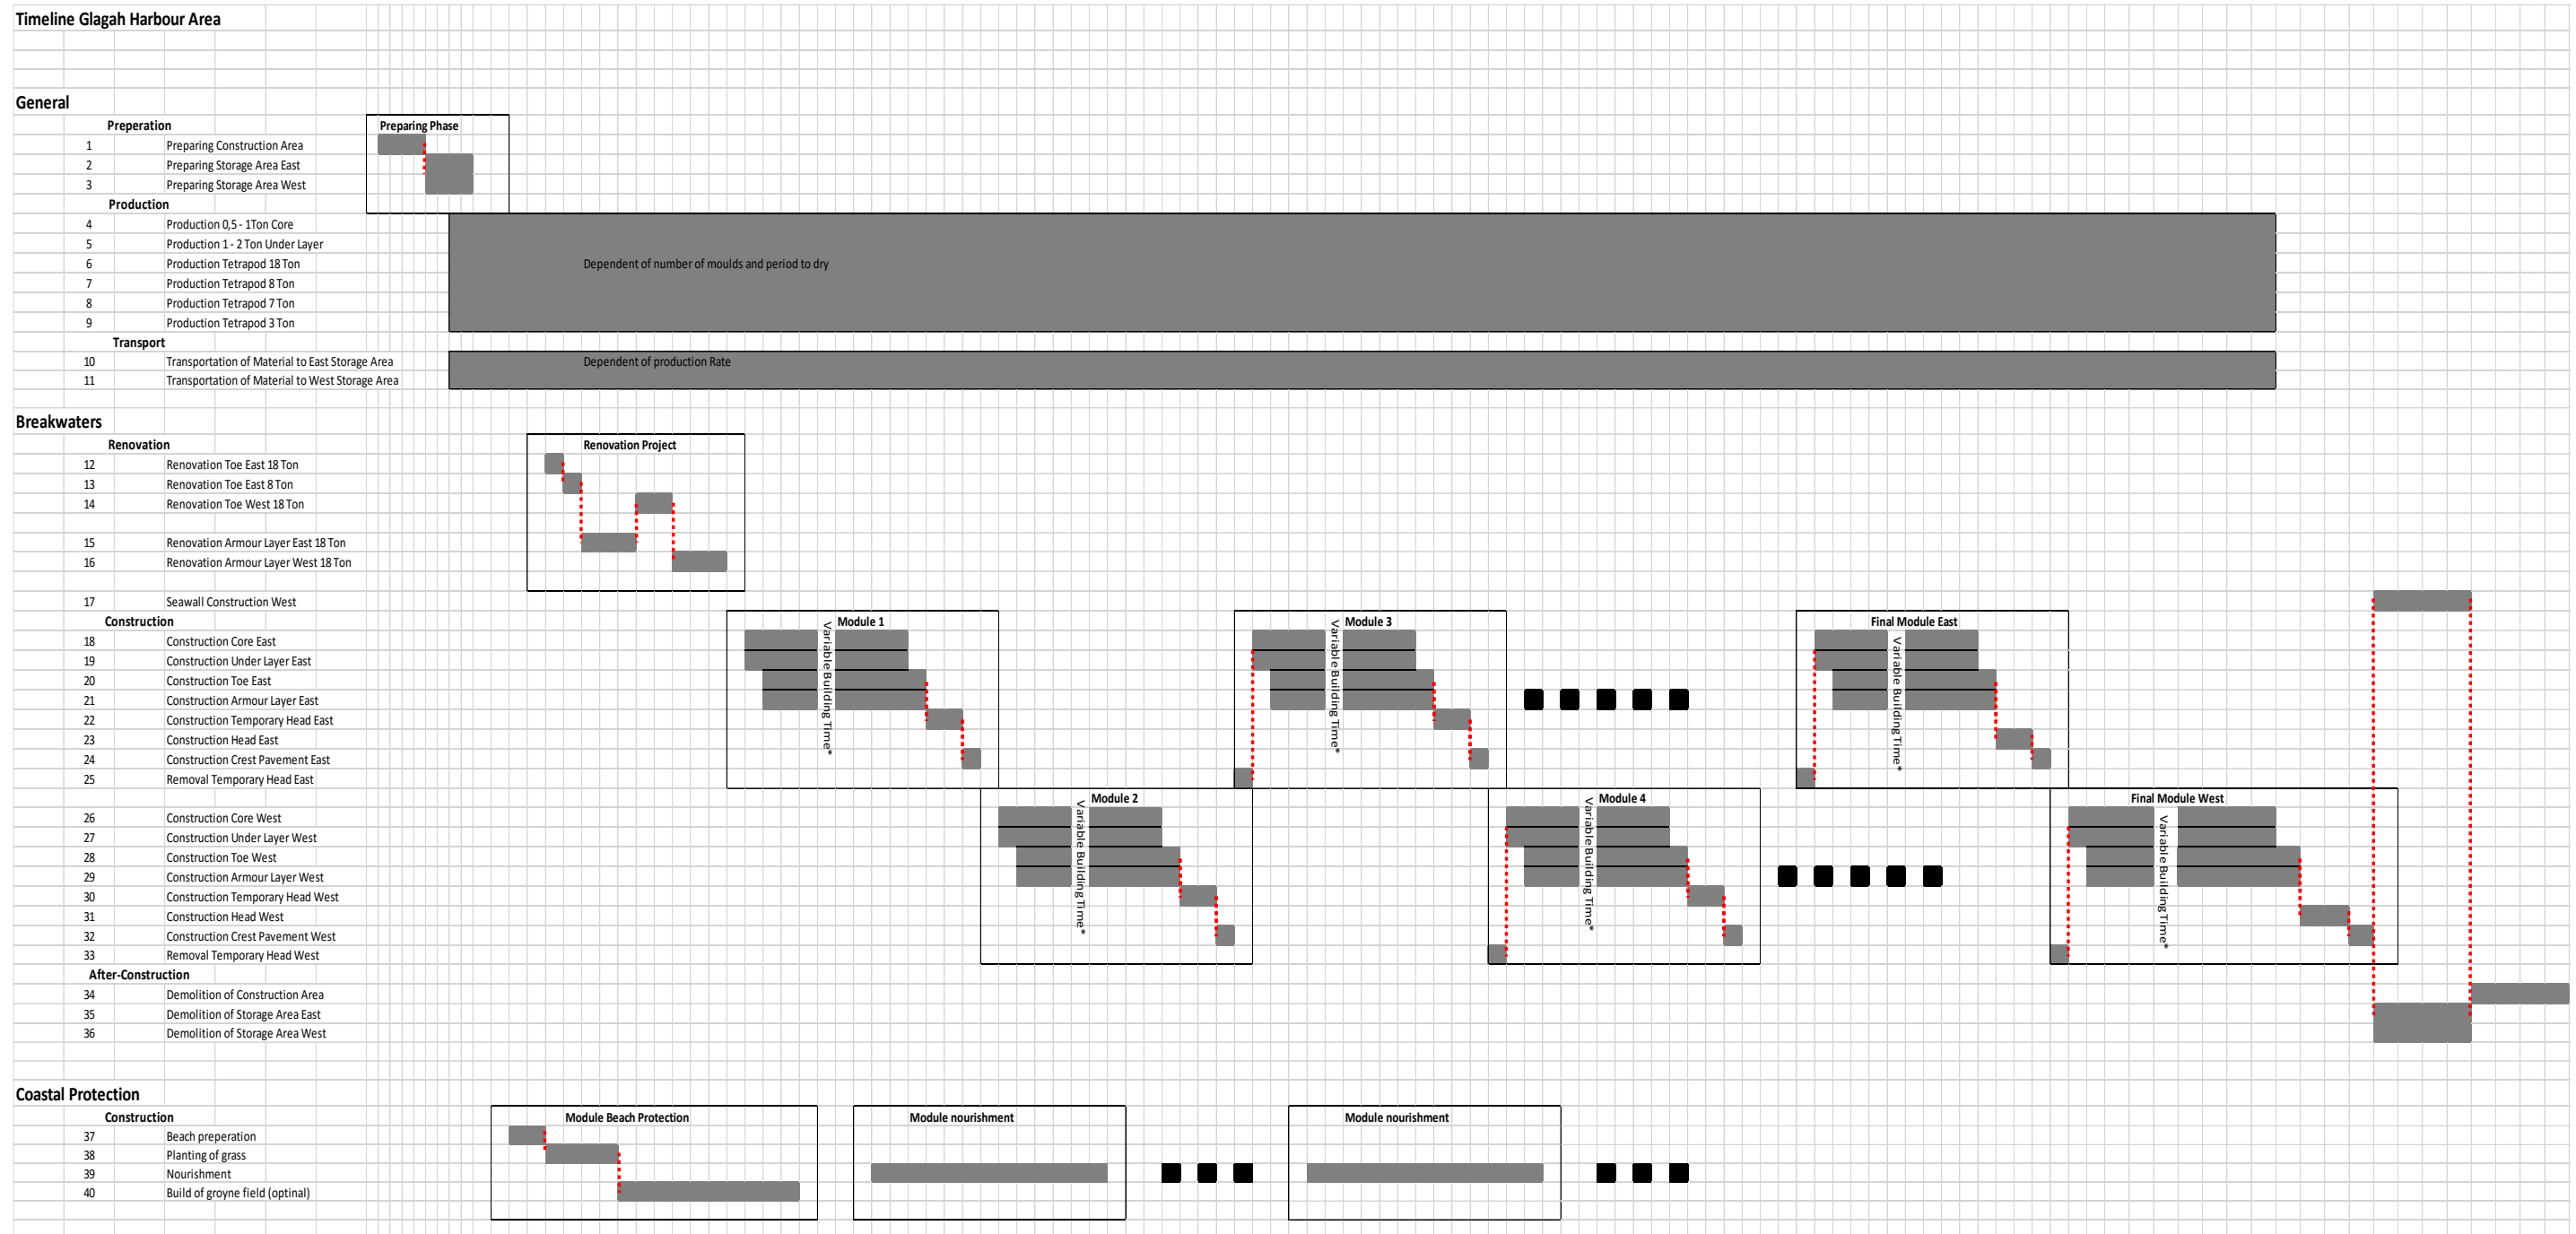 Timeline Glagah Harbour Area
General
Preperation
Preparing Phase
1 Preparing Construction Area
2 Preparing Storage Area East
3 Preparing Storage Area West
Production
4 Production 0,5 - 1Ton Core
5 Production 1 - 2 Ton Under Layer
6 Production Tetrapod 18 Ton Dependent of number of moulds and period to dry
7 Production Tetrapod 8 Ton
8 Production Tetrapod 7 Ton
9 Production Tetrapod 3 Ton
Transport
10 Transportation of Material to East Storage Area Dependent of production Rate
11 Transportation of Material to West Storage Area
Breakwaters
Renovation
Renovation Project
12 Renovation Toe East 18 Ton
13 Renovation Toe East 8 Ton
14 Renovation Toe West 18 Ton
15 Renovation Armour Layer East 18 Ton
16 Renovation Armour Layer West 18 Ton
17 Seawall Construction West
Construction
Module 1
Module 3
Final Module East
18 Construction Core East
19 Construction Under Layer East
20 Construction Toe East
21 Construction Armour Layer East
22 Construction Temporary Head East
23 Construction Head East
24 Construction Crest Pavement East
25 Removal Temporary Head East
Variable Building Time*
Variable Building Time*
Variable Building Time*
Module 2
Module 4
Final Module West
26 Construction Core West
27 Construction Under Layer West
28 Construction Toe West
29 Construction Armour Layer West
30 Construction Temporary Head West
31 Construction Head West
32 Construction Crest Pavement West
33 Removal Temporary Head West
Variable Building Time*
Variable Building Time*
Variable Building Time*
After-Construction
34 Demolition of Construction Area
35 Demolition of Storage Area East
36 Demolition of Storage Area West
Coastal Protection
Construction
Module Beach Protection
Module nourishment
Module nourishment
37 Beach preperation
38 Planting of grass
39 Nourishment
40 Build of groyne field (optinal)